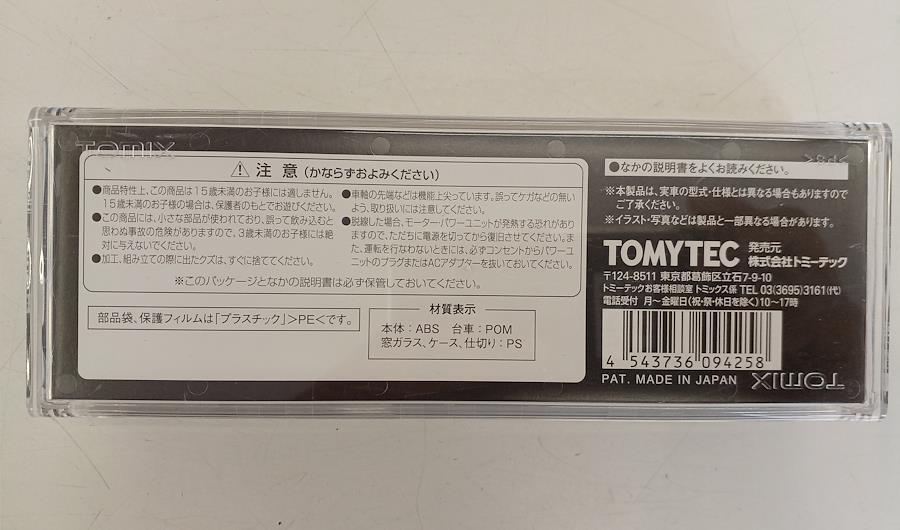 TOMIX
⚠ 注意 (かならずおよみください)
●商品特性上、この商品は15歳未満のお子様には適しません。
15歳未満のお子様の場合は、保護者のもとでお遊びください。
●この商品には、小さな部品が使われており、誤って飲み込むと
思わぬ事故の危険がありますので、3歳未満のお子様には絶
対に与えないでください。
●加工、組み立ての際に出たクズは、すぐに捨ててください。
●車軸の先端などは機能上尖っています。誤ってケガなどの無い
よう、取り扱いには注意してください。
●脱線した場合、モーター・パワーユニットが発熱する恐れがあり
ますので、ただちに電源を切ってから復旧させてください。ま
た、運転を行なわないときには、必ずコンセントからパワーユ
ニットのプラグまたはACアダプターを抜いておいてください。
※このパッケージとなかの説明書は必ず保管しておいてください。
部品袋、保護フィルムは「プラスチック」>PE<です。
材質表示
本体:ABS 台車:POM
窓ガラス、ケース、仕切り:PS
●なかの説明書をよくお読みください。
※本製品は、実車の型式・仕様とは異なる場合もありますので
ご了承ください。
※イラスト・写真などは製品と一部異なる場合があります。
TOMYTEC 発売元 株式会社トミーテック
〒124-8511 東京都葛飾区立石7-9-10
トミーテックお客様相談室 トミックス係 TEL 03(3695)3161(代)
電話受付 月~金曜日(祝・祭・休日を除く)10~17時
4 543736 094258
PAT. MADE IN JAPAN
TOMIX
>PS<